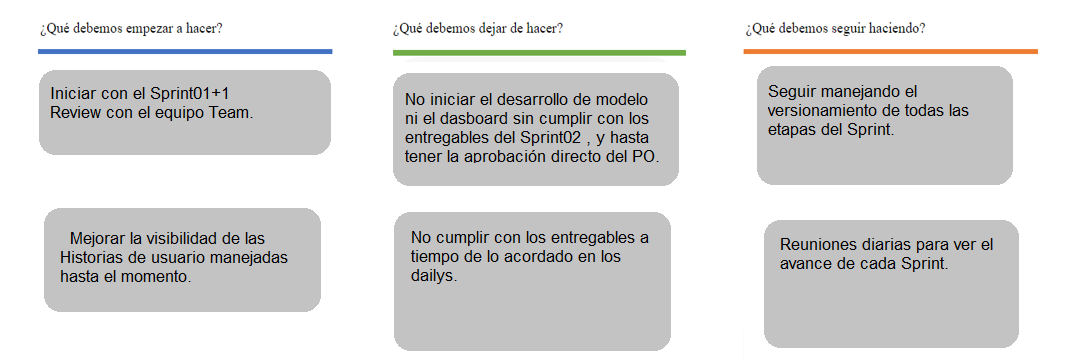 ¿Qué debemos empezar a hacer?
Iniciar con el Sprint01+1
Review con el equipo Team.
Mejorar la visibilidad de las
Historias de usuario manejadas
hasta el momento.
¿Qué debemos dejar de hacer?
No iniciar el desarrollo de modelo
ni el dasboard sin cumplir con los
entregables del Sprint02 , y hasta
tener la aprobación directo del PO.
No cumplir con los entregables a
tiempo de lo acordado en los
dailys.
¿Qué debemos seguir haciendo?
Seguir manejando el
versionamiento de todas las
etapas del Sprint.
Reuniones diarias para ver el
avance de cada Sprint.